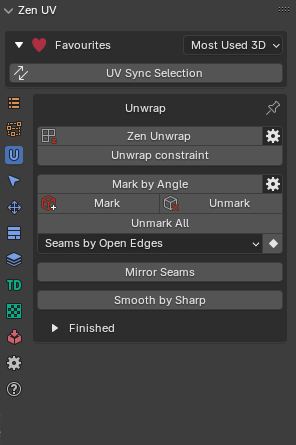 Zen UV
Favourites
Most Used 3D
UV Sync Selection
Unwrap
Zen Unwrap
Unwrap constraint
Mark by Angle
Mark
Unmark
Unmark All
Seams by Open Edges
Mirror Seams
Smooth by Sharp
TD
Finished